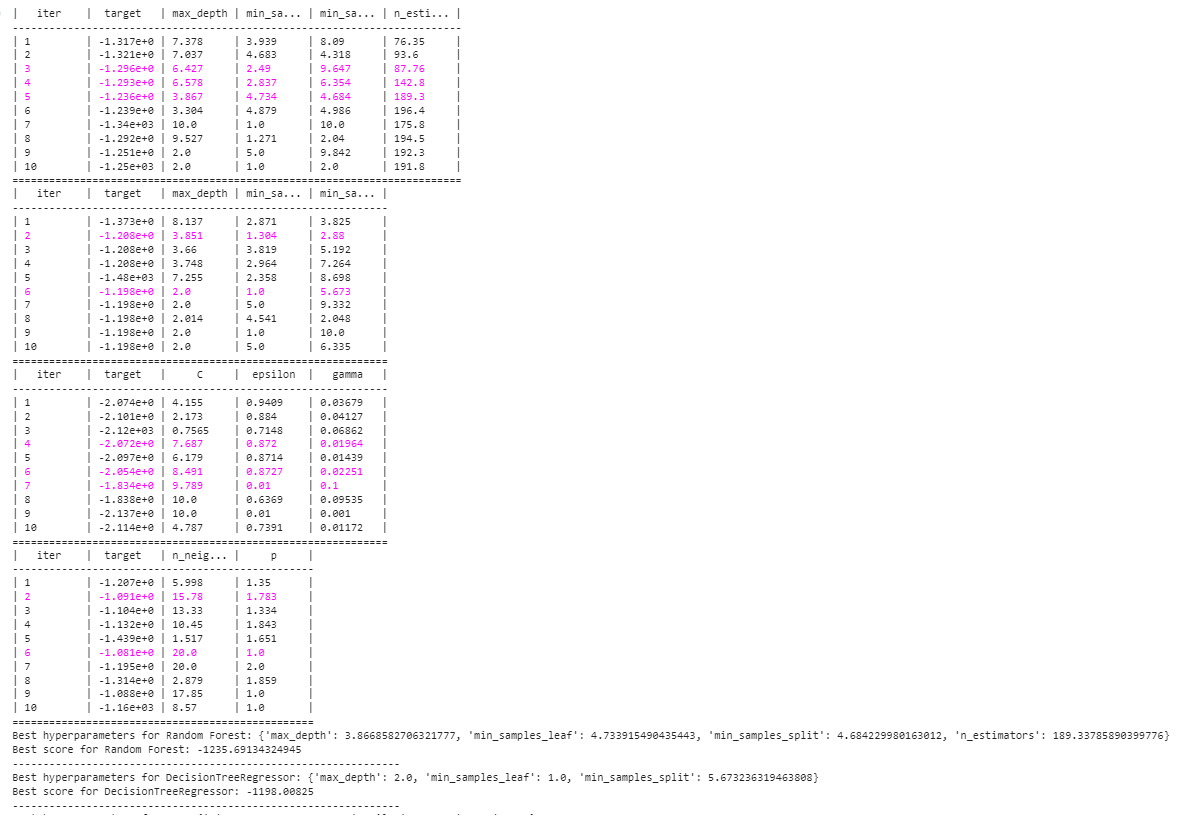 | iter | target | max_depth | min_sa... | min_sa... | n_esti... |
-------------------------------------------------------------------------
| 1 | -1.317e+0 | 7.378 | 3.939 | 8.09 | 76.35 |
| 2 | -1.321e+0 | 7.037 | 4.683 | 4.318 | 93.6 |
| 3 | -1.296e+0 | 6.427 | 2.49 | 9.647 | 87.76 |
| 4 | -1.293e+0 | 6.578 | 2.837 | 6.354 | 142.8 |
| 5 | -1.236e+0 | 3.867 | 4.734 | 4.684 | 189.3 |
| 6 | -1.239e+0 | 3.304 | 4.879 | 4.986 | 196.4 |
| 7 | -1.34e+03 | 10.0 | 1.0 | 10.0 | 175.8 |
| 8 | -1.292e+0 | 9.527 | 1.271 | 2.04 | 194.5 |
| 9 | -1.251e+0 | 2.0 | 5.0 | 9.842 | 192.3 |
| 10 | -1.25e+03 | 2.0 | 1.0 | 2.0 | 191.8 |
=========================================================================
| iter | target | max_depth | min_sa... | min_sa... |
-------------------------------------------------------------
| 1 | -1.373e+0 | 8.137 | 2.871 | 3.825 |
| 2 | -1.208e+0 | 3.851 | 1.304 | 2.88 |
| 3 | -1.208e+0 | 3.66 | 3.819 | 5.192 |
| 4 | -1.208e+0 | 3.748 | 2.964 | 7.264 |
| 5 | -1.48e+03 | 7.255 | 2.358 | 8.698 |
| 6 | -1.198e+0 | 2.0 | 1.0 | 5.673 |
| 7 | -1.198e+0 | 2.0 | 5.0 | 9.332 |
| 8 | -1.198e+0 | 2.014 | 4.541 | 2.048 |
| 9 | -1.198e+0 | 2.0 | 1.0 | 10.0 |
| 10 | -1.198e+0 | 2.0 | 5.0 | 6.335 |
=============================================================
| iter | target | C | epsilon | gamma |
-------------------------------------------------------------
| 1 | -2.074e+0 | 4.155 | 0.9409 | 0.03679 |
| 2 | -2.101e+0 | 2.173 | 0.884 | 0.04127 |
| 3 | -2.12e+03 | 0.7565 | 0.7148 | 0.06862 |
| 4 | -2.072e+0 | 7.687 | 0.872 | 0.01964 |
| 5 | -2.097e+0 | 6.179 | 0.8714 | 0.01439 |
| 6 | -2.054e+0 | 8.491 | 0.8727 | 0.02251 |
| 7 | -1.834e+0 | 9.789 | 0.01 | 0.1 |
| 8 | -1.838e+0 | 10.0 | 0.6369 | 0.09535 |
| 9 | -2.137e+0 | 10.0 | 0.01 | 0.001 |
| 10 | -2.114e+0 | 4.787 | 0.7391 | 0.01172 |
=============================================================
| iter | target | n_neig... | p |
-------------------------------------------------
| 1 | -1.207e+0 | 5.998 | 1.35 |
| 2 | -1.091e+0 | 15.78 | 1.783 |
| 3 | -1.104e+0 | 13.33 | 1.334 |
| 4 | -1.132e+0 | 10.45 | 1.843 |
| 5 | -1.439e+0 | 1.517 | 1.651 |
| 6 | -1.081e+0 | 20.0 | 1.0 |
| 7 | -1.195e+0 | 20.0 | 2.0 |
| 8 | -1.314e+0 | 2.879 | 1.859 |
| 9 | -1.088e+0 | 17.85 | 1.0 |
| 10 | -1.16e+03 | 8.57 | 1.0 |
=================================================
Best hyperparameters for Random Forest: {'max_depth': 3.8668582706321777, 'min_samples_leaf': 4.733915490435443, 'min_samples_split': 4.684229980163012, 'n_estimators': 189.33785890399776}
Best score for Random Forest: -1235.69134324945
---------------------------------------------------------------
Best hyperparameters for DecisionTreeRegressor: {'max_depth': 2.0, 'min_samples_leaf': 1.0, 'min_samples_split': 5.673236319463808}
Best score for DecisionTreeRegressor: -1198.00825
---------------------------------------------------------------